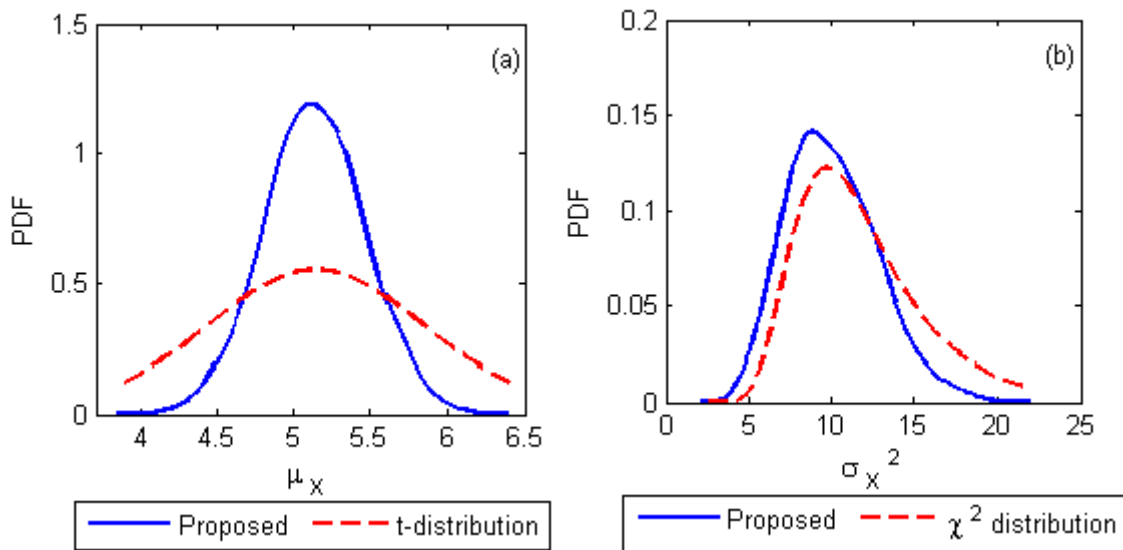 1.5
1
0.5
0
(a)
PDF
4 4.5 5 5.5 6 6.5
μ X
Proposed t-distribution
0.2
0.15
0.1
0.05
0
(b)
PDF
0 5 10 15 20 25
σ X ²
Proposed χ² distribution